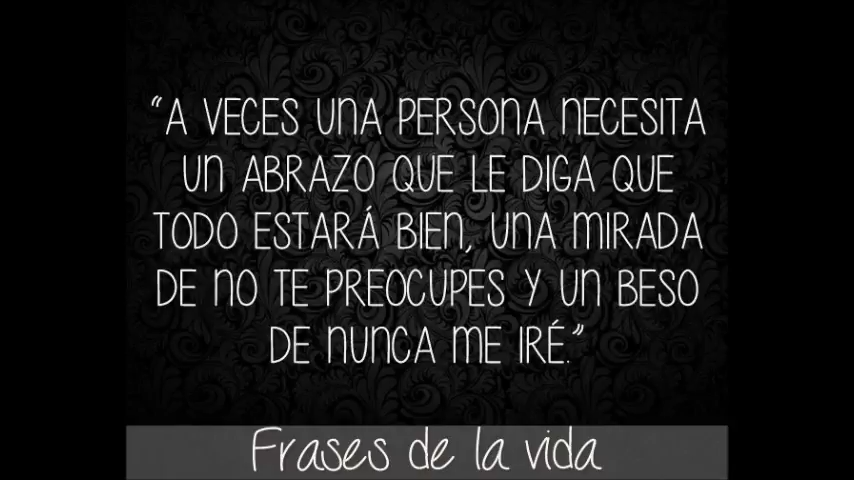 “A VECES UNA PERSONA NECESITA
UN ABRAZO QUE LE DIGA QUE
TODO ESTARÁ BIEN, UNA MIRADA
DE NO TE PREOCUPES Y UN BESO
DE NUNCA ME IRÉ.”
Frases de la vida